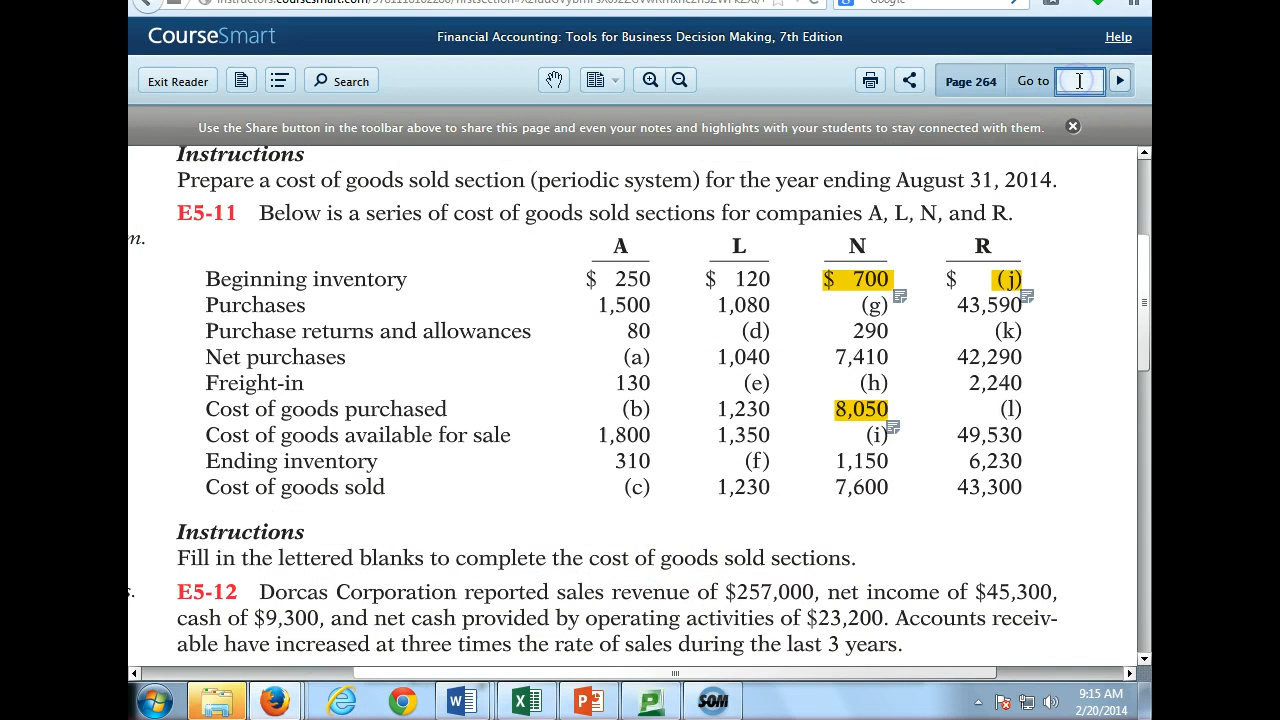 CourseSmart
Financial Accounting: Tools for Business Decision Making, 7th Edition
Help
Exit Reader
Search
Page 264
Go to
Use the Share button in the toolbar above to share this page and even your notes and highlights with your students to stay connected with them.
Instructions
Prepare a cost of goods sold section (periodic system) for the year ending August 31, 2014.
E5-11 Below is a series of cost of goods sold sections for companies A, L, N, and R.
m.
A L N R
Beginning inventory $ 250 $ 120 $ 700 $ (j)
Purchases 1,500 1,080 (g) 43,590
Purchase returns and allowances 80 (d) 290 (k)
Net purchases (a) 1,040 7,410 42,290
Freight-in 130 (e) (h) 2,240
Cost of goods purchased (b) 1,230 8,050 (l)
Cost of goods available for sale 1,800 1,350 (i) 49,530
Ending inventory 310 (f) 1,150 6,230
Cost of goods sold (c) 1,230 7,600 43,300
Instructions
Fill in the lettered blanks to complete the cost of goods sold sections.
s.
E5-12 Dorcas Corporation reported sales revenue of $257,000, net income of $45,300,
cash of $9,300, and net cash provided by operating activities of $23,200. Accounts receiv-
able have increased at three times the rate of sales during the last 3 years.
SOM
9:15 AM
2/20/2014